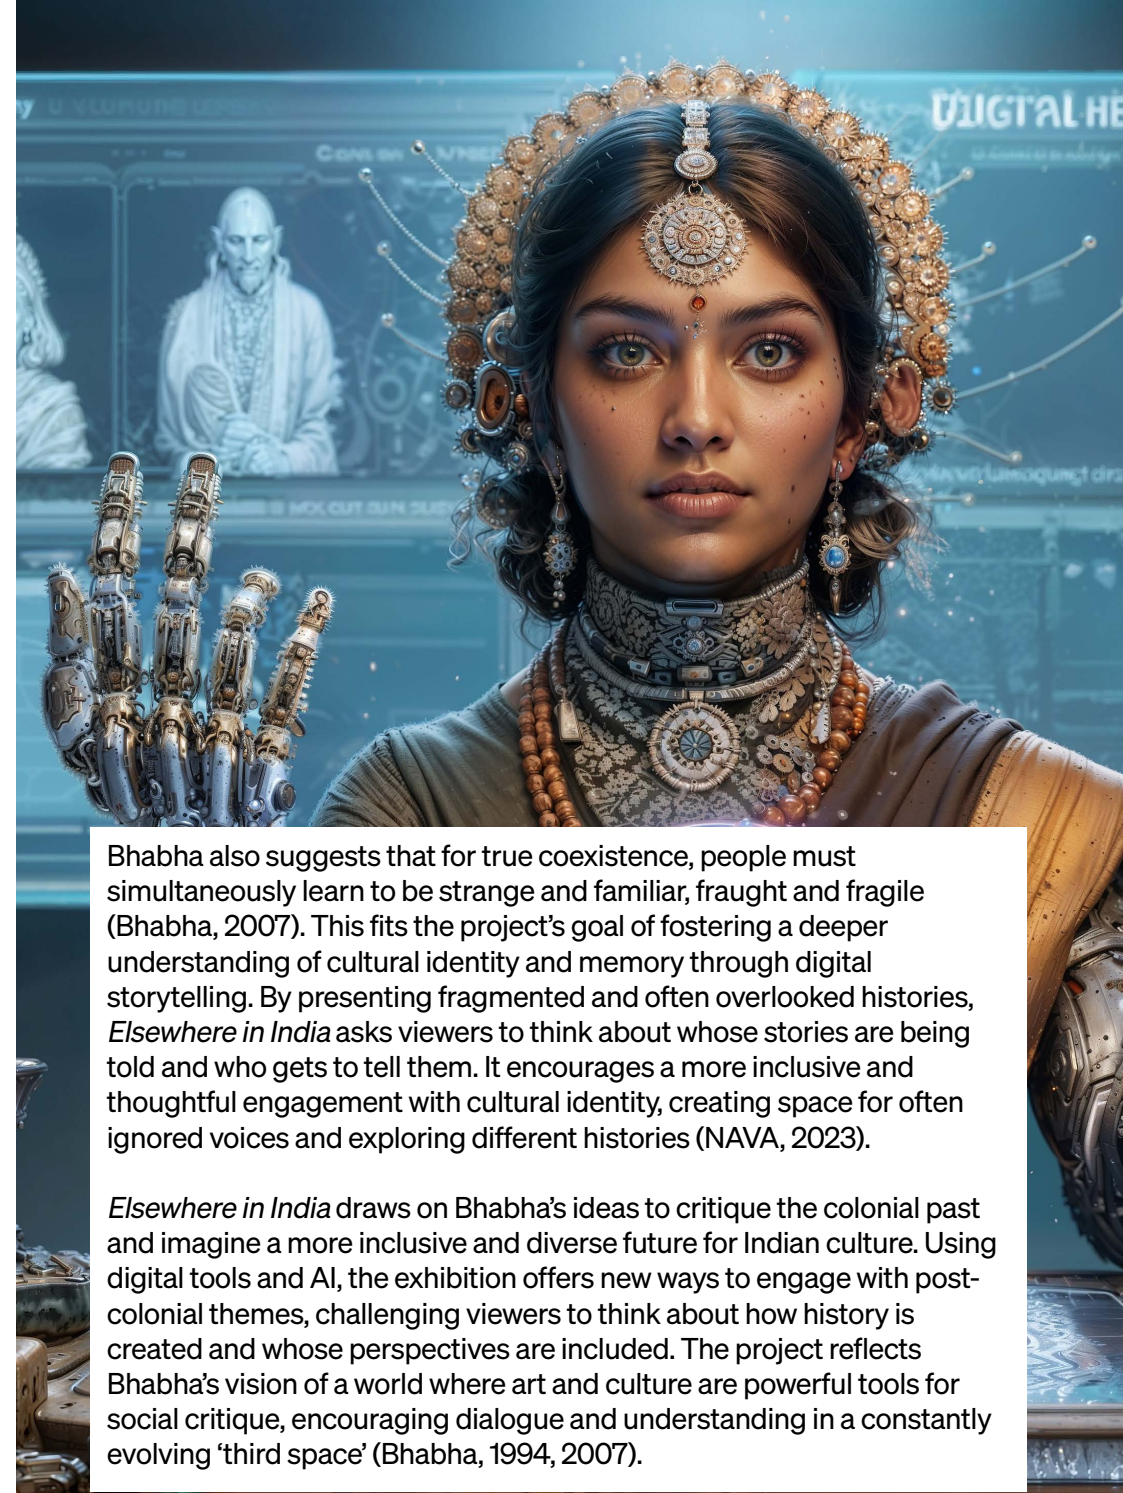 Bhabha also suggests that for true coexistence, people must
simultaneously learn to be strange and familiar, fraught and fragile
(Bhabha, 2007). This fits the project’s goal of fostering a deeper
understanding of cultural identity and memory through digital
storytelling. By presenting fragmented and often overlooked histories,
Elsewhere in India asks viewers to think about whose stories are being
told and who gets to tell them. It encourages a more inclusive and
thoughtful engagement with cultural identity, creating space for often
ignored voices and exploring different histories (NAVA, 2023).
Elsewhere in India draws on Bhabha’s ideas to critique the colonial past
and imagine a more inclusive and diverse future for Indian culture. Using
digital tools and AI, the exhibition offers new ways to engage with post-
colonial themes, challenging viewers to think about how history is
created and whose perspectives are included. The project reflects
Bhabha’s vision of a world where art and culture are powerful tools for
social critique, encouraging dialogue and understanding in a constantly
evolving ‘third space’ (Bhabha, 1994, 2007).